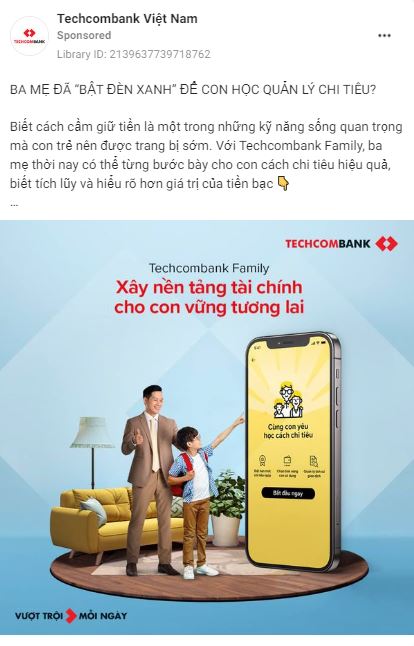 Techcombank Việt Nam
Sponsored
Library ID: 2139637739718762
BA MẸ ĐÃ “BẬT ĐÈN XANH” ĐỂ CON HỌC QUẢN LÝ CHI TIÊU?
Biết cách cầm giữ tiền là một trong những kỹ năng sống quan trọng
mà con trẻ nên được trang bị sớm. Với Techcombank Family, ba
mẹ thời nay có thể từng bước bày cho con cách chi tiêu hiệu quả,
biết tích lũy và hiểu rõ hơn giá trị của tiền bạc 👇
...
TECHCOMBANK
Techcombank Family
Xây nền tảng tài chính
cho con vững tương lai
Cùng con yêu
học cách chi tiêu
Bắt đầu ngay
VƯỢT TRỘI MỖI NGÀY